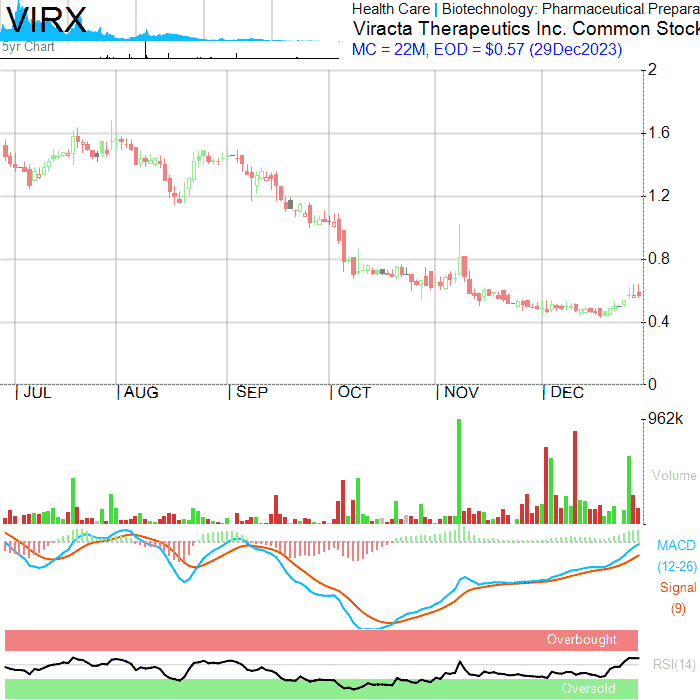 VIRX
5yr Chart
Health Care | Biotechnology: Pharmaceutical Prepara
Viracta Therapeutics Inc. Common Stock
MC = 22M, EOD = $0.57 (29Dec2023)
2
1.6
1.2
0.8
0.4
0
JUL
AUG
SEP
OCT
NOV
DEC
962k
Volume
MACD
(12-26)
Signal
(9)
Overbought
RSI(14)
Oversold